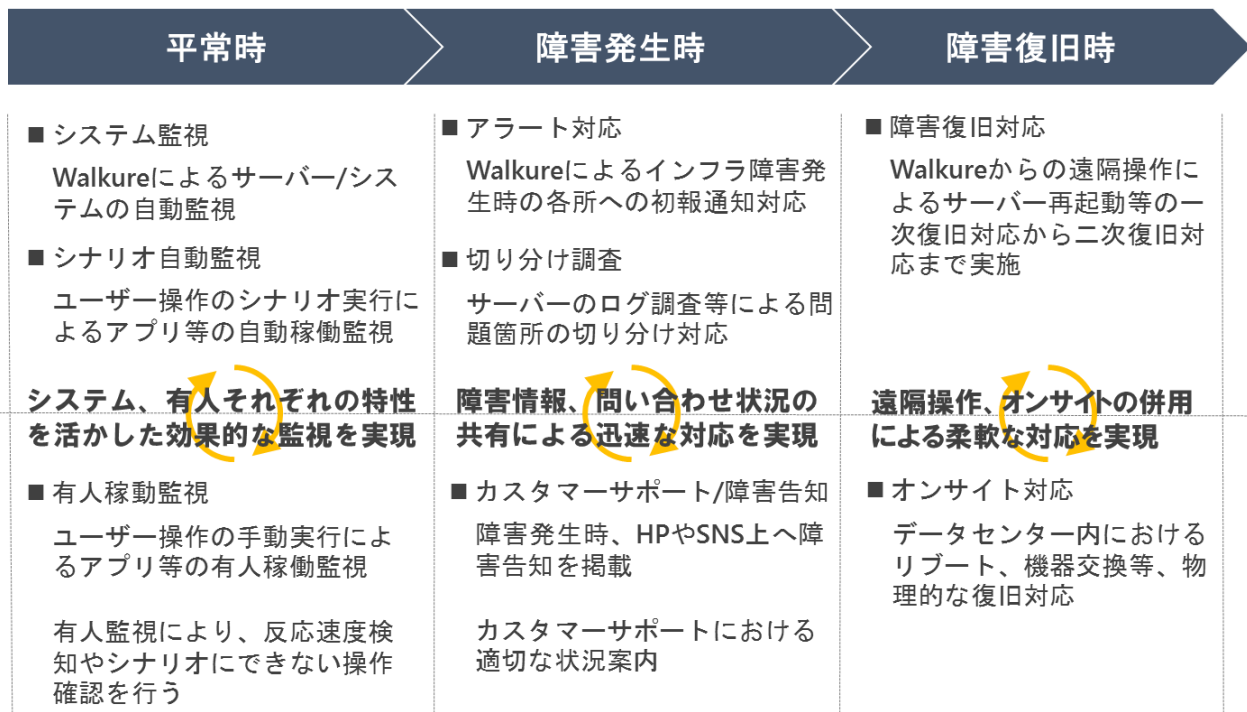 平常時
障害発生時
障害復旧時
■ システム監視
Walkureによるサーバー/シス
テムの自動監視
■ シナリオ自動監視
ユーザー操作のシナリオ実行に
よるアプリ等の自動稼働監視
システム、有人それぞれの特性
を活かした効果的な監視を実現
■ 有人稼動監視
ユーザー操作の手動実行によ
るアプリ等の有人稼働監視
有人監視により、反応速度検
知やシナリオにできない操作
確認を行う
■ アラート対応
Walkureによるインフラ障害発
生時の各所への初報通知対応
■ 切り分け調査
サーバーのログ調査等による問
題箇所の切り分け対応
障害情報、問い合わせ状況の
共有による迅速な対応を実現
■ カスタマーサポート/障害告知
障害発生時、HPやSNS上へ障
害告知を掲載
カスタマーサポートにおける
適切な状況案内
■ 障害復旧対応
Walkureからの遠隔操作に
よるサーバー再起動等の一
次復旧対応から二次復旧対
応まで実施
遠隔操作、オンサイトの併用
による柔軟な対応を実現
■ オンサイト対応
データセンター内における
リブート、機器交換等、物
理的な復旧対応